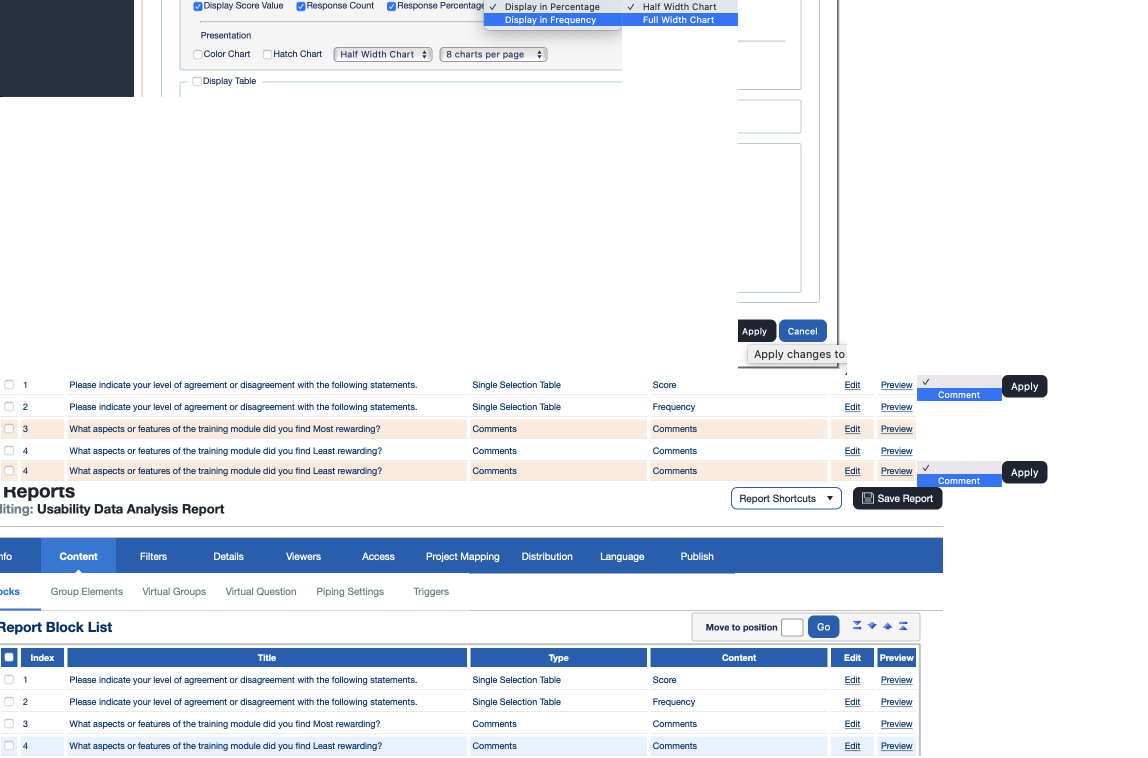 Display Score Value Response Count Response Percentage ✓ Display in Percentage ✓ Half Width Chart
Display in Frequency Full Width Chart
Presentation
Color Chart Hatch Chart Half Width Chart 8 charts per page
Display Table
Apply Cancel
Apply changes to
1 Please indicate your level of agreement or disagreement with the following statements. Single Selection Table Score Edit Preview ✓
Comment Apply
2 Please indicate your level of agreement or disagreement with the following statements. Single Selection Table Frequency Edit Preview
3 What aspects or features of the training module did you find Most rewarding? Comments Comments Edit Preview
4 What aspects or features of the training module did you find Least rewarding? Comments Comments Edit Preview
4 What aspects or features of the training module did you find Least rewarding? Comments Comments Edit Preview ✓
Comment Apply
Reports
diting: Usability Data Analysis Report Report Shortcuts Save Report
nfo Content Filters Details Viewers Access Project Mapping Distribution Language Publish
ocks Group Elements Virtual Groups Virtual Question Piping Settings Triggers
Report Block List Move to position Go
Index Title Type Content Edit Preview
1 Please indicate your level of agreement or disagreement with the following statements. Single Selection Table Score Edit Preview
2 Please indicate your level of agreement or disagreement with the following statements. Single Selection Table Frequency Edit Preview
3 What aspects or features of the training module did you find Most rewarding? Comments Comments Edit Preview
4 What aspects or features of the training module did you find Least rewarding? Comments Comments Edit Preview